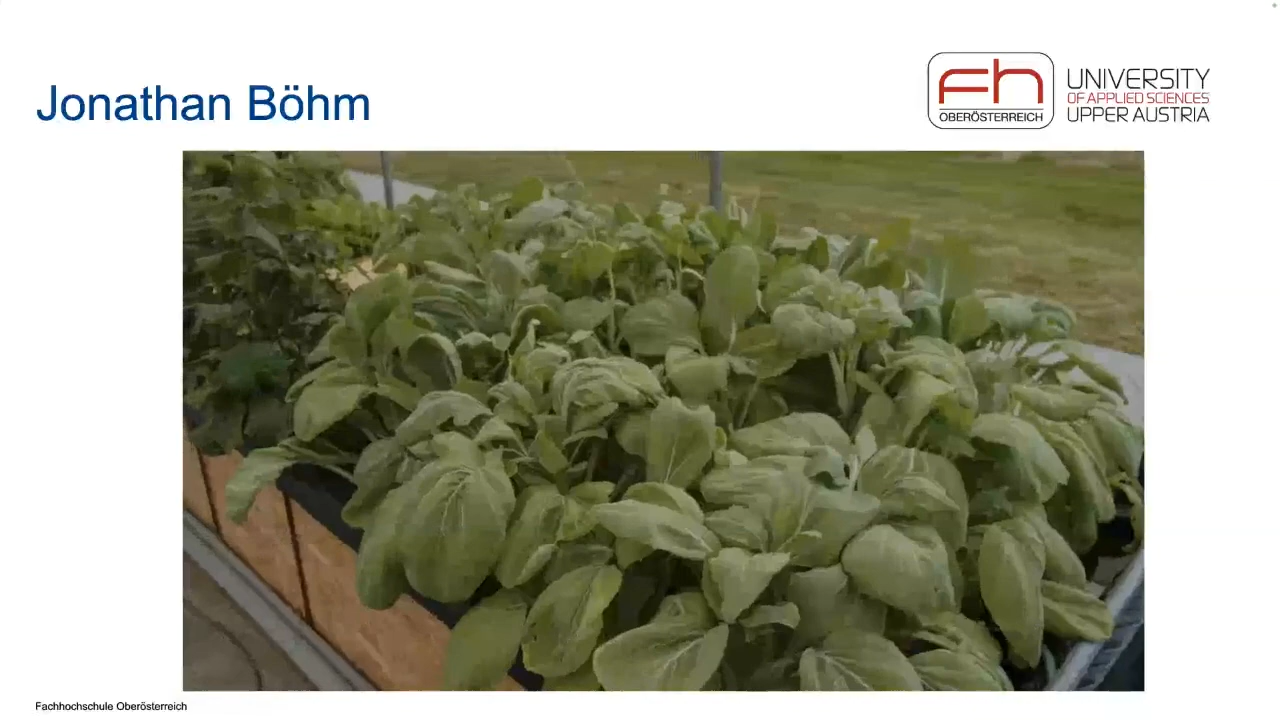 Jonathan Böhm
fh
OBERÖSTERREICH
UNIVERSITY
OF APPLIED SCIENCES
UPPER AUSTRIA
Fachhochschule Oberösterreich